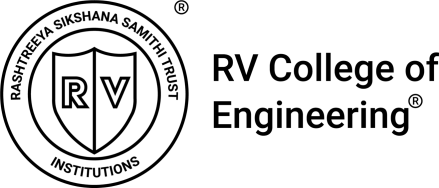 RASHTREEYA SIKSHANA SAMITHI TRUST
®
RV
INSTITUTIONS
RV College of
Engineering®